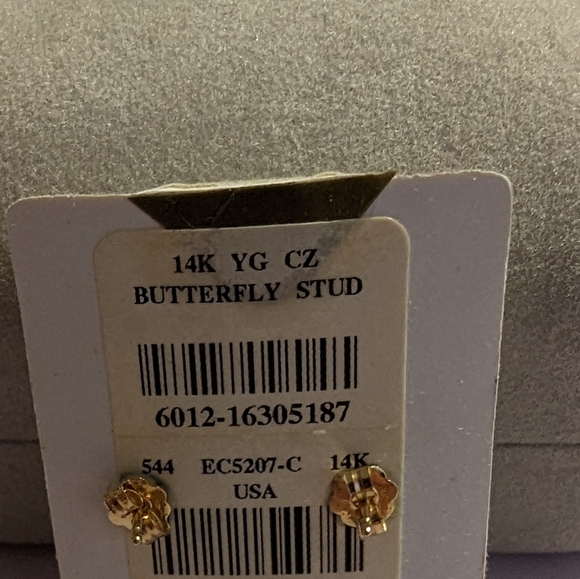 14K YG CZ
BUTTERFLY STUD
6012-16305187
544 EC5207-C 14K
USA